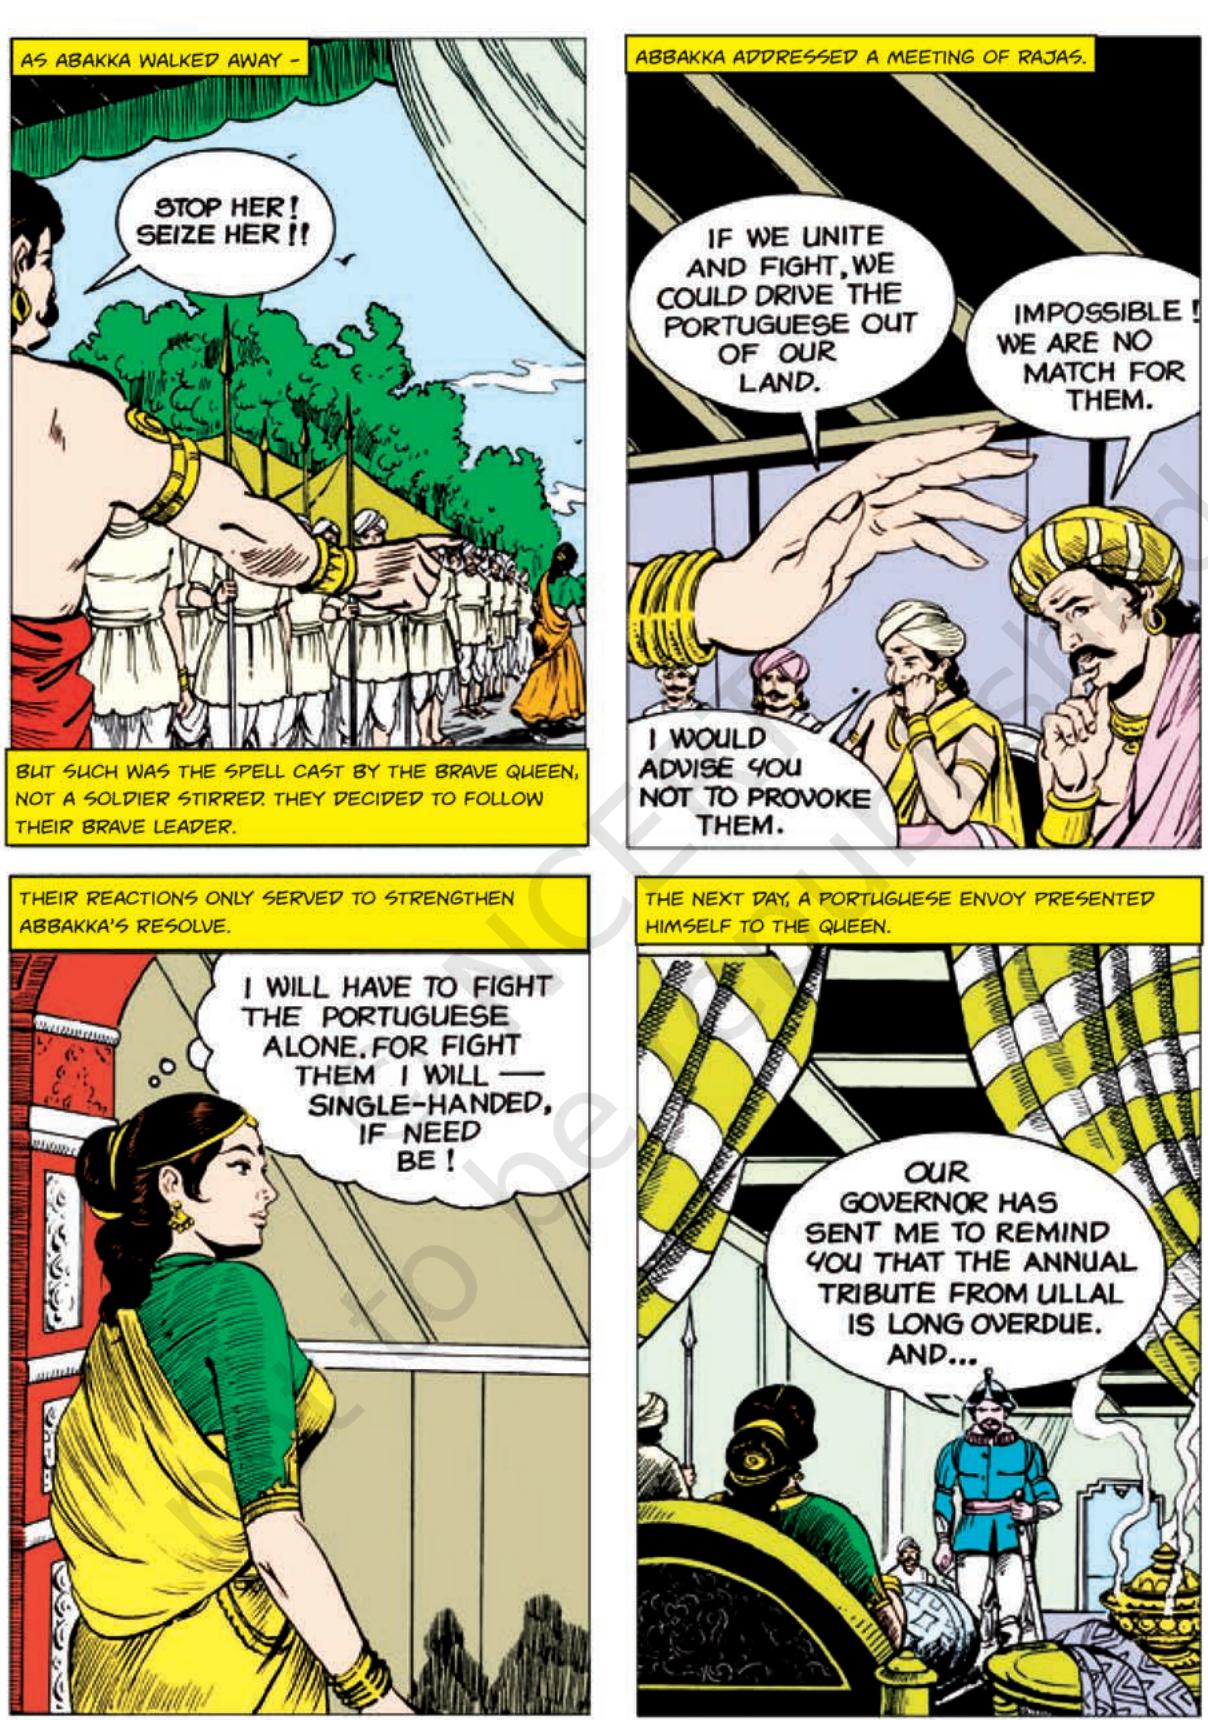 AS ABAKKA WALKED AWAY –
STOP HER!
SEIZE HER!!
BUT SUCH WAS THE SPELL CAST BY THE BRAVE QUEEN,
NOT A SOLDIER STIRRED. THEY DECIDED TO FOLLOW
THEIR BRAVE LEADER.
ABBAKKA ADDRESSED A MEETING OF RAJAS.
IF WE UNITE
AND FIGHT, WE
COULD DRIVE THE
PORTUGUESE OUT
OF OUR
LAND.
IMPOSSIBLE!
WE ARE NO
MATCH FOR
THEM.
I WOULD
ADVISE YOU
NOT TO PROVOKE
THEM.
THEIR REACTIONS ONLY SERVED TO STRENGTHEN
ABBAKKA'S RESOLVE.
I WILL HAVE TO FIGHT
THE PORTUGUESE
ALONE. FOR FIGHT
THEM I WILL —
SINGLE-HANDED,
IF NEED
BE!
THE NEXT DAY, A PORTUGUESE ENVOY PRESENTED
HIMSELF TO THE QUEEN.
OUR
GOVERNOR HAS
SENT ME TO REMIND
YOU THAT THE ANNUAL
TRIBUTE FROM ULLAL
IS LONG OVERDUE.
AND...
© NCERT
not to be republished